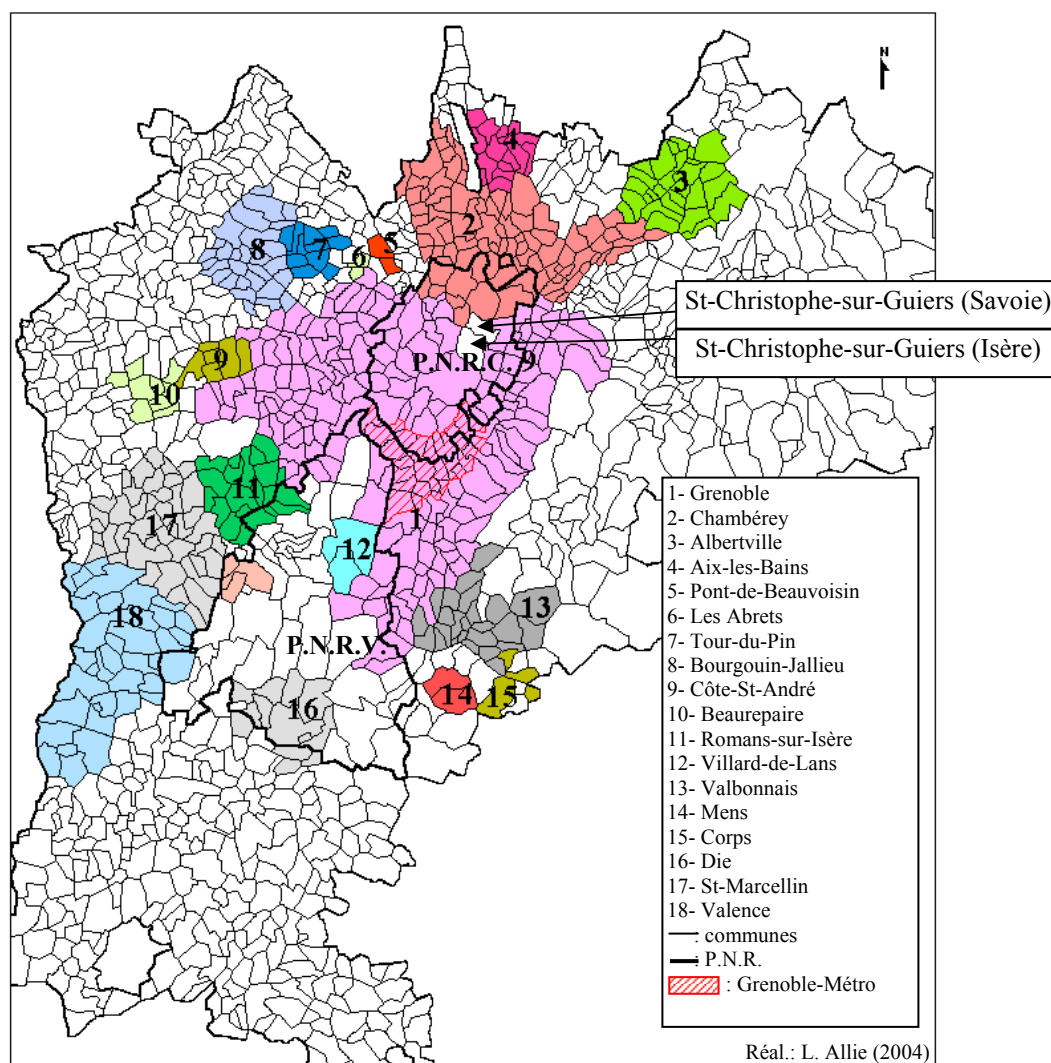 N
4
3
2
5
8
7
6
St-Christophe-sur-Guiers (Savoie)
St-Christophe-sur-Guiers (Isère)
P.N.R.C.
9
9
10
11
17
1
12
13
18
P.N.R.V.
14
15
16
1- Grenoble
2- Chambérey
3- Albertville
4- Aix-les-Bains
5- Pont-de-Beauvoisin
6- Les Abrets
7- Tour-du-Pin
8- Bourgouin-Jallieu
9- Côte-St-André
10- Beaurepaire
11- Romans-sur-Isère
12- Villard-de-Lans
13- Valbonnais
14- Mens
15- Corps
16- Die
17- St-Marcellin
18- Valence
: communes
: P.N.R.
: Grenoble-Métro
Réal.: L. Allie (2004)